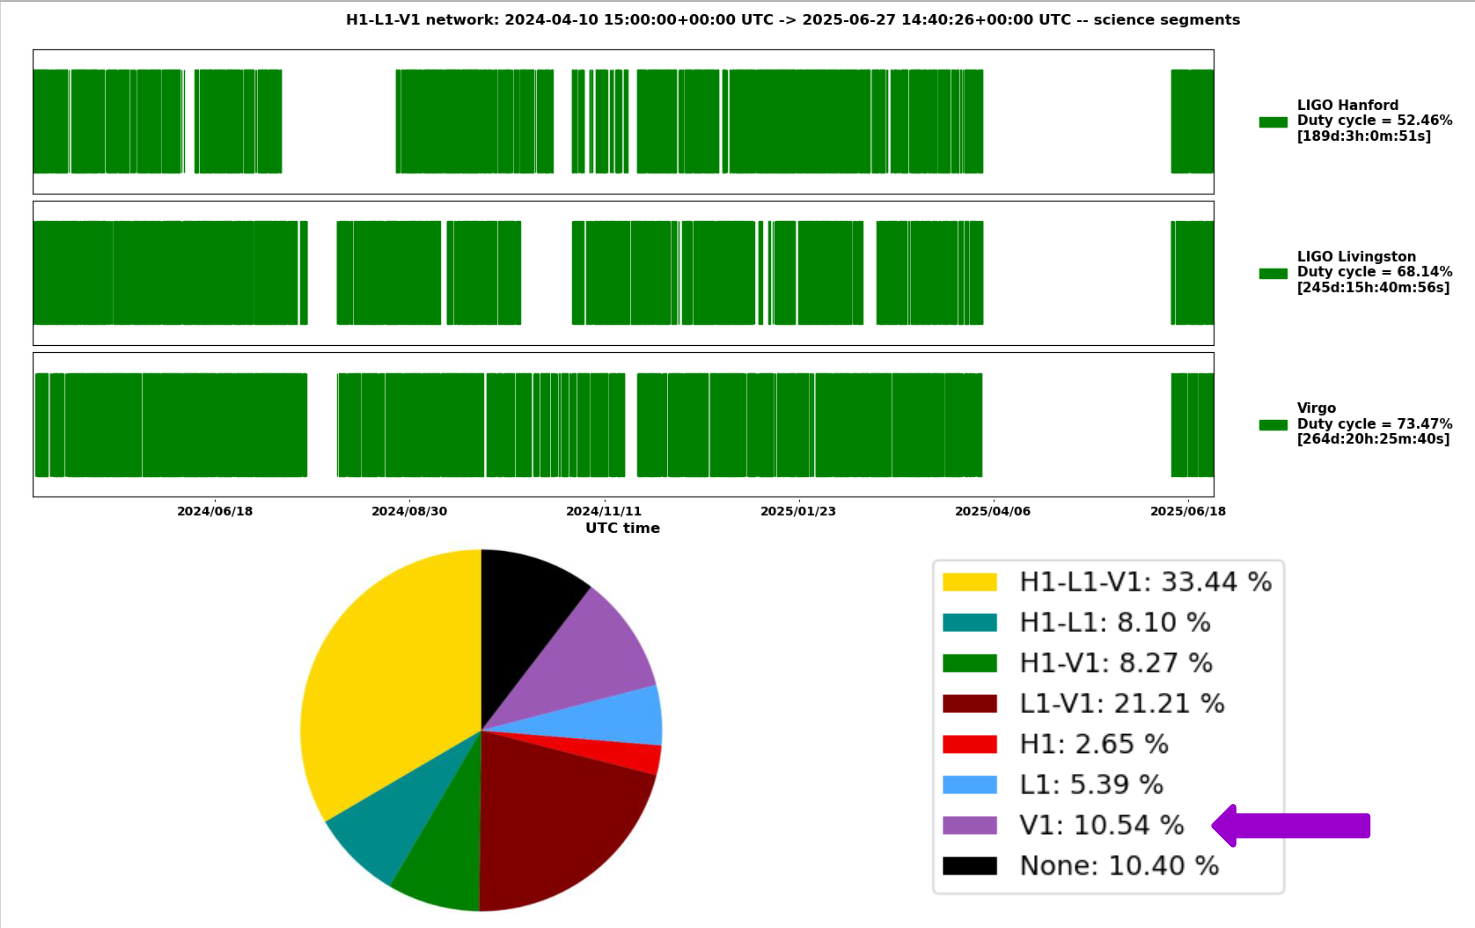 H1-L1-V1 network: 2024-04-10 15:00:00+00:00 UTC -> 2025-06-27 14:40:26+00:00 UTC -- science segments
LIGO Hanford
Duty cycle = 52.46%
[189d:3h:0m:51s]
LIGO Livingston
Duty cycle = 68.14%
[245d:15h:40m:56s]
Virgo
Duty cycle = 73.47%
[264d:20h:25m:40s]
2024/06/18 2024/08/30 2024/11/11 2025/01/23 2025/04/06 2025/06/18
UTC time
H1-L1-V1: 33.44 %
H1-L1: 8.10 %
H1-V1: 8.27 %
L1-V1: 21.21 %
H1: 2.65 %
L1: 5.39 %
V1: 10.54 %
None: 10.40 %